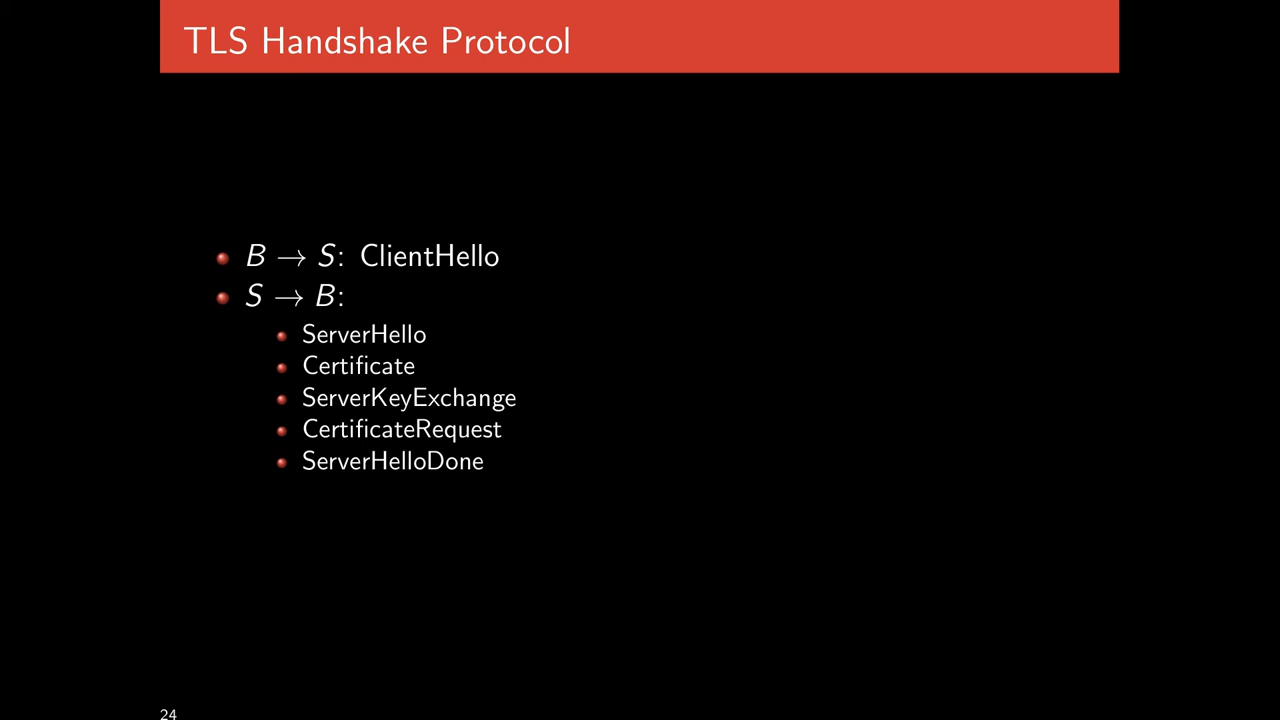 TLS Handshake Protocol
B → S: ClientHello
S → B:
ServerHello
Certificate
ServerKeyExchange
CertificateRequest
ServerHelloDone
24